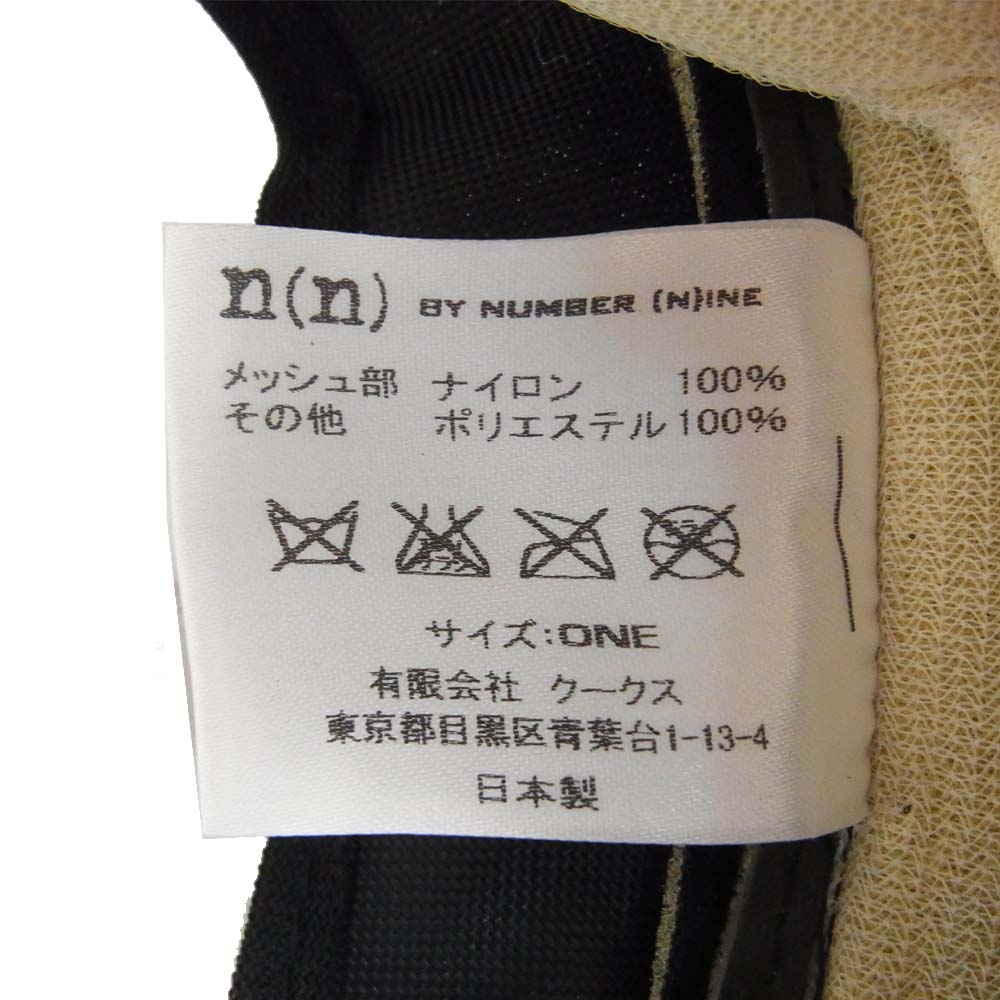 n(n) BY NUMBER (N)INE
メッシュ部 ナイロン 100%
その他 ポリエステル 100%
サイズ:ONE
有限会社 クークス
東京都目黒区青葉台1-13-4
日本製